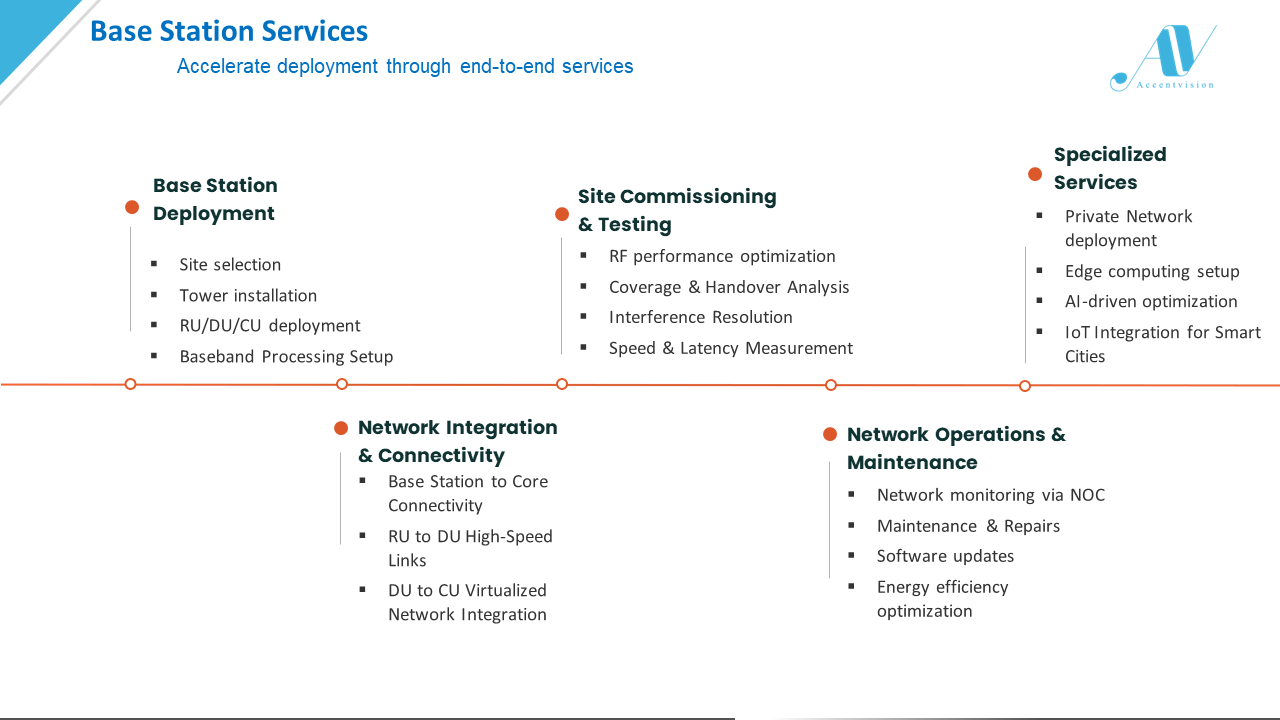 Base Station Services
Accelerate deployment through end-to-end services
Accentvision
Base Station
Deployment
▪ Site selection
▪ Tower installation
▪ RU/DU/CU deployment
▪ Baseband Processing Setup
Network Integration
& Connectivity
▪ Base Station to Core
Connectivity
▪ RU to DU High-Speed
Links
▪ DU to CU Virtualized
Network Integration
Site Commissioning
& Testing
▪ RF performance optimization
▪ Coverage & Handover Analysis
▪ Interference Resolution
▪ Speed & Latency Measurement
Network Operations &
Maintenance
▪ Network monitoring via NOC
▪ Maintenance & Repairs
▪ Software updates
▪ Energy efficiency
optimization
Specialized
Services
▪ Private Network
deployment
▪ Edge computing setup
▪ AI-driven optimization
▪ IoT Integration for Smart
Cities